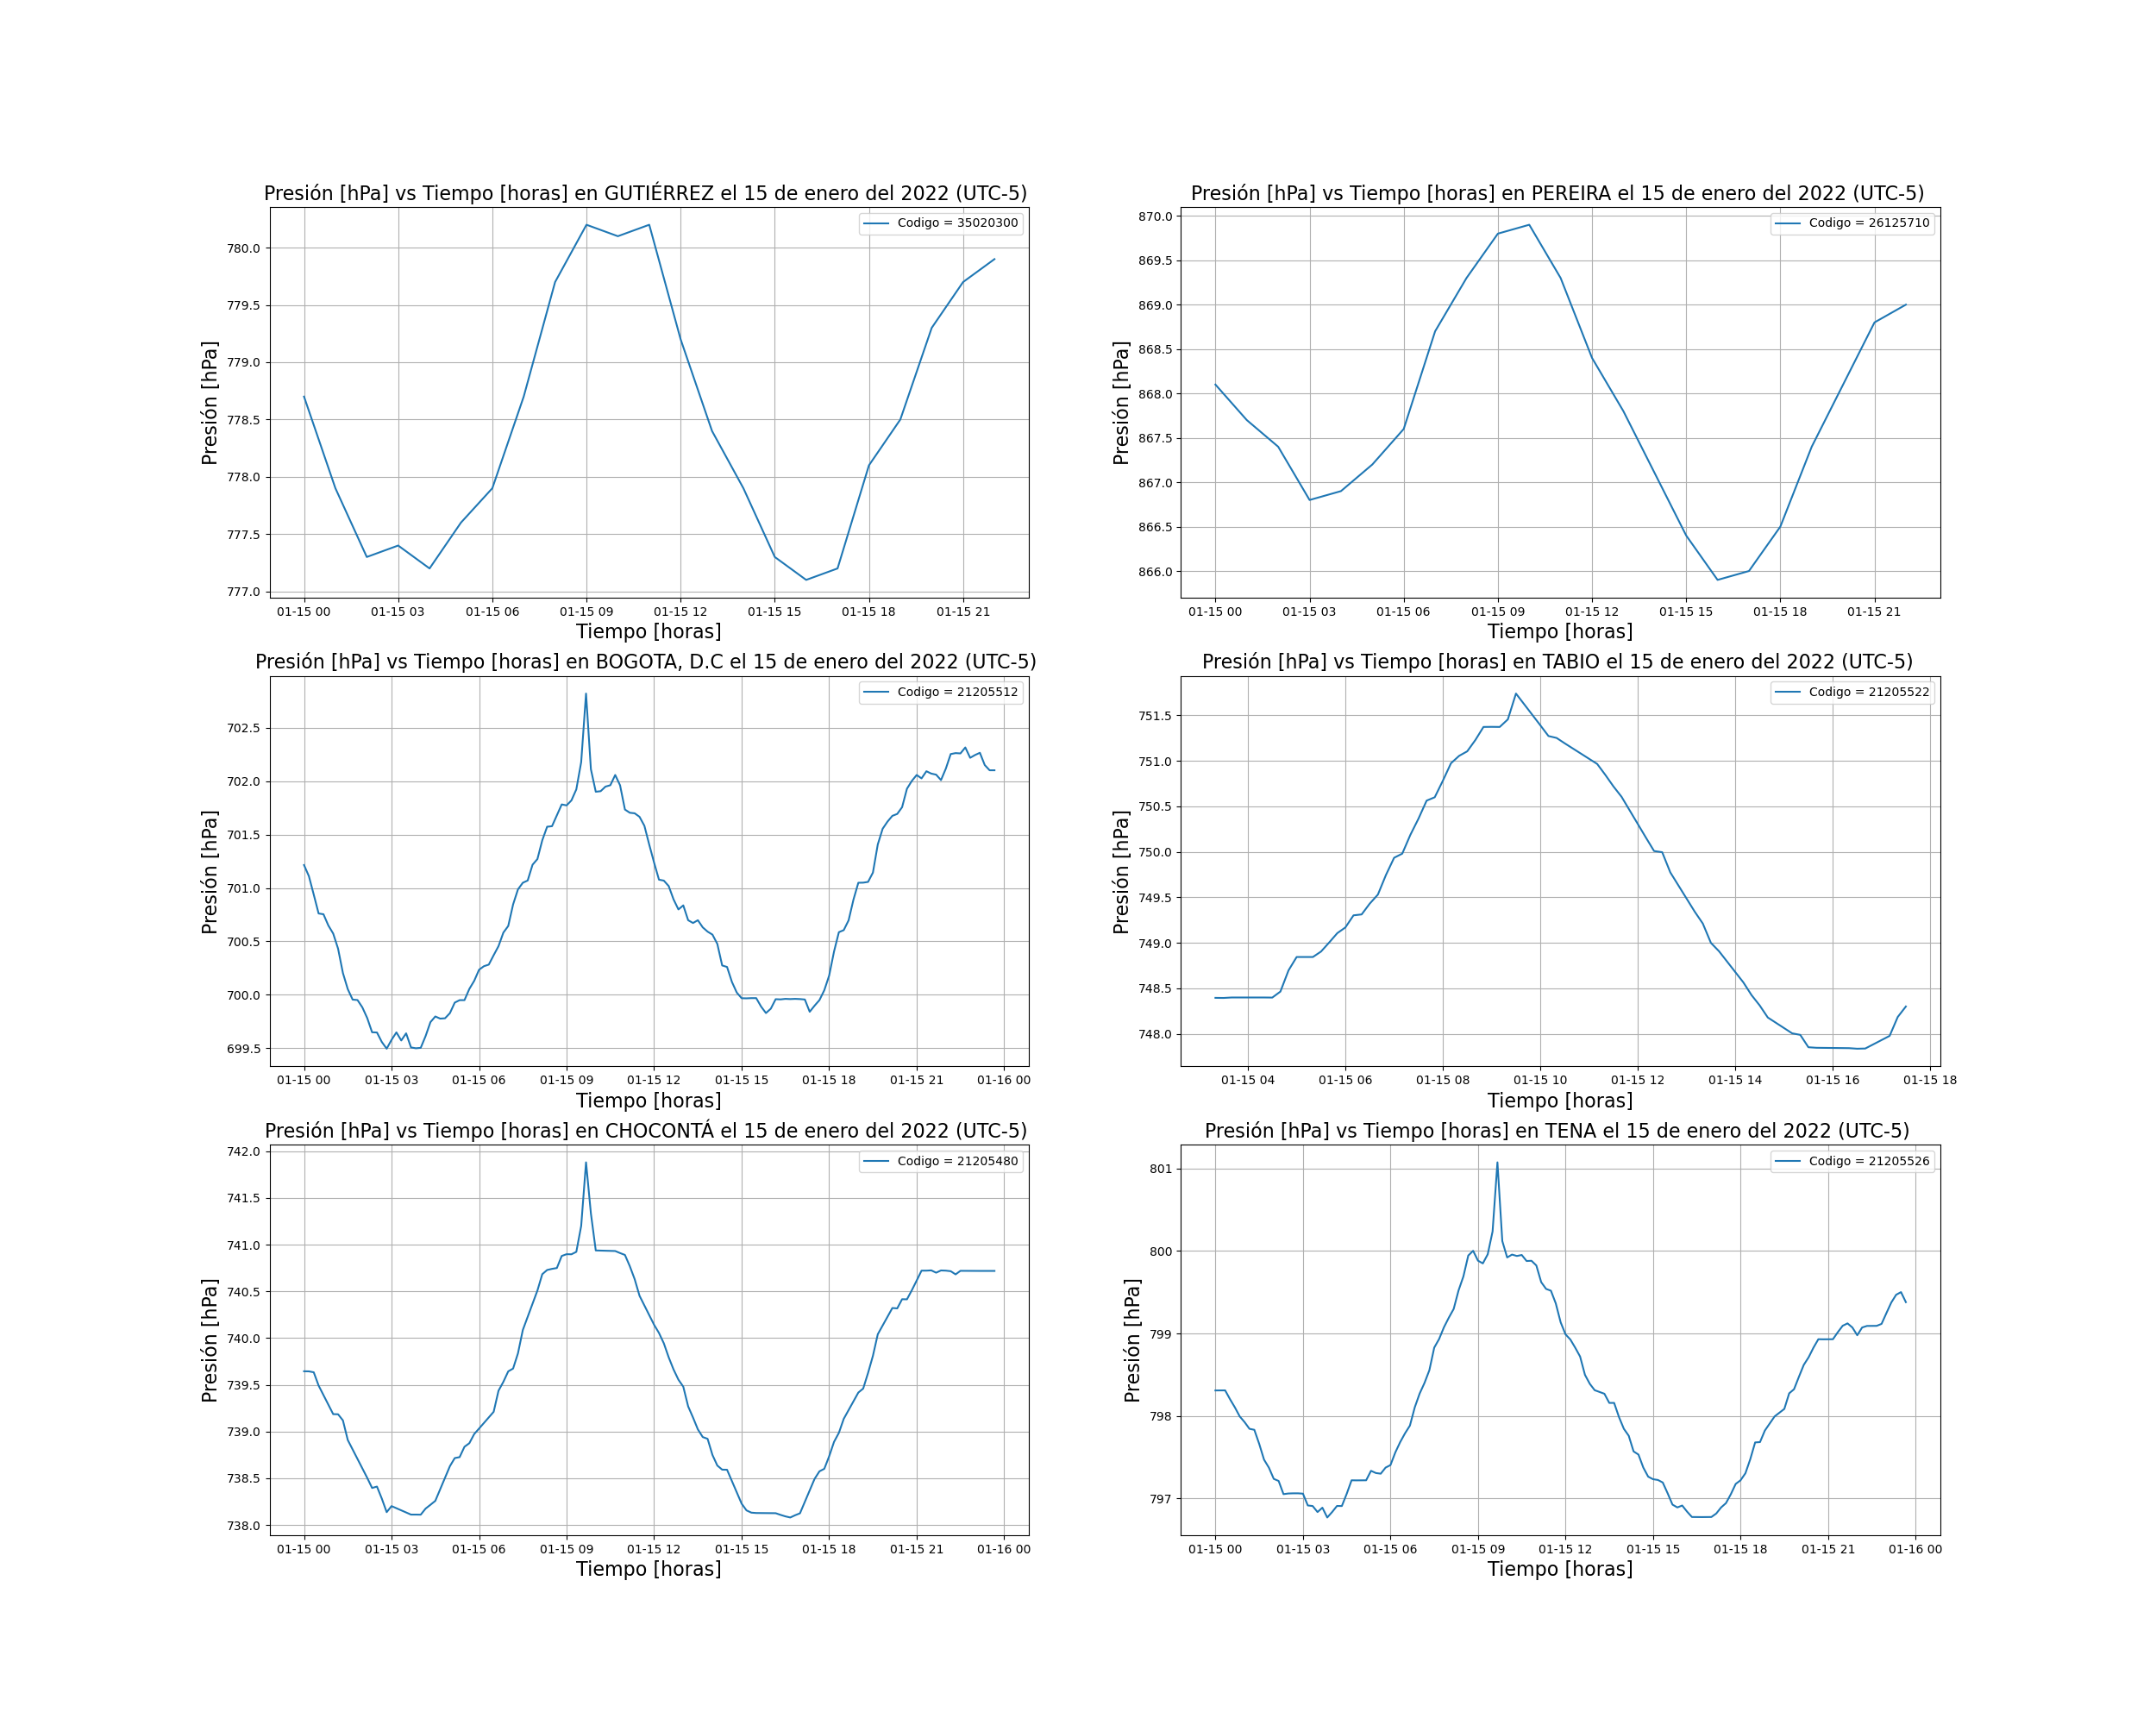 Presión [hPa] vs Tiempo [horas] en GUTIÉRREZ el 15 de enero del 2022 (UTC-5)
Codigo = 35020300
Presión [hPa]
780.0
779.5
779.0
778.5
778.0
777.5
777.0
01-15 00 01-15 03 01-15 06 01-15 09 01-15 12 01-15 15 01-15 18 01-15 21
Tiempo [horas]
Presión [hPa] vs Tiempo [horas] en PEREIRA el 15 de enero del 2022 (UTC-5)
Codigo = 26125710
Presión [hPa]
870.0
869.5
869.0
868.5
868.0
867.5
867.0
866.5
866.0
01-15 00 01-15 03 01-15 06 01-15 09 01-15 12 01-15 15 01-15 18 01-15 21
Tiempo [horas]
Presión [hPa] vs Tiempo [horas] en BOGOTA, D.C el 15 de enero del 2022 (UTC-5)
Codigo = 21205512
Presión [hPa]
702.5
702.0
701.5
701.0
700.5
700.0
699.5
01-15 00 01-15 03 01-15 06 01-15 09 01-15 12 01-15 15 01-15 18 01-15 21 01-16 00
Tiempo [horas]
Presión [hPa] vs Tiempo [horas] en TABIO el 15 de enero del 2022 (UTC-5)
Codigo = 21205522
Presión [hPa]
751.5
751.0
750.5
750.0
749.5
749.0
748.5
748.0
01-15 04 01-15 06 01-15 08 01-15 10 01-15 12 01-15 14 01-15 16 01-15 18
Tiempo [horas]
Presión [hPa] vs Tiempo [horas] en CHOCONTÁ el 15 de enero del 2022 (UTC-5)
Codigo = 21205480
Presión [hPa]
742.0
741.5
741.0
740.5
740.0
739.5
739.0
738.5
738.0
01-15 00 01-15 03 01-15 06 01-15 09 01-15 12 01-15 15 01-15 18 01-15 21 01-16 00
Tiempo [horas]
Presión [hPa] vs Tiempo [horas] en TENA el 15 de enero del 2022 (UTC-5)
Codigo = 21205526
Presión [hPa]
801
800
799
798
797
01-15 00 01-15 03 01-15 06 01-15 09 01-15 12 01-15 15 01-15 18 01-15 21 01-16 00
Tiempo [horas]